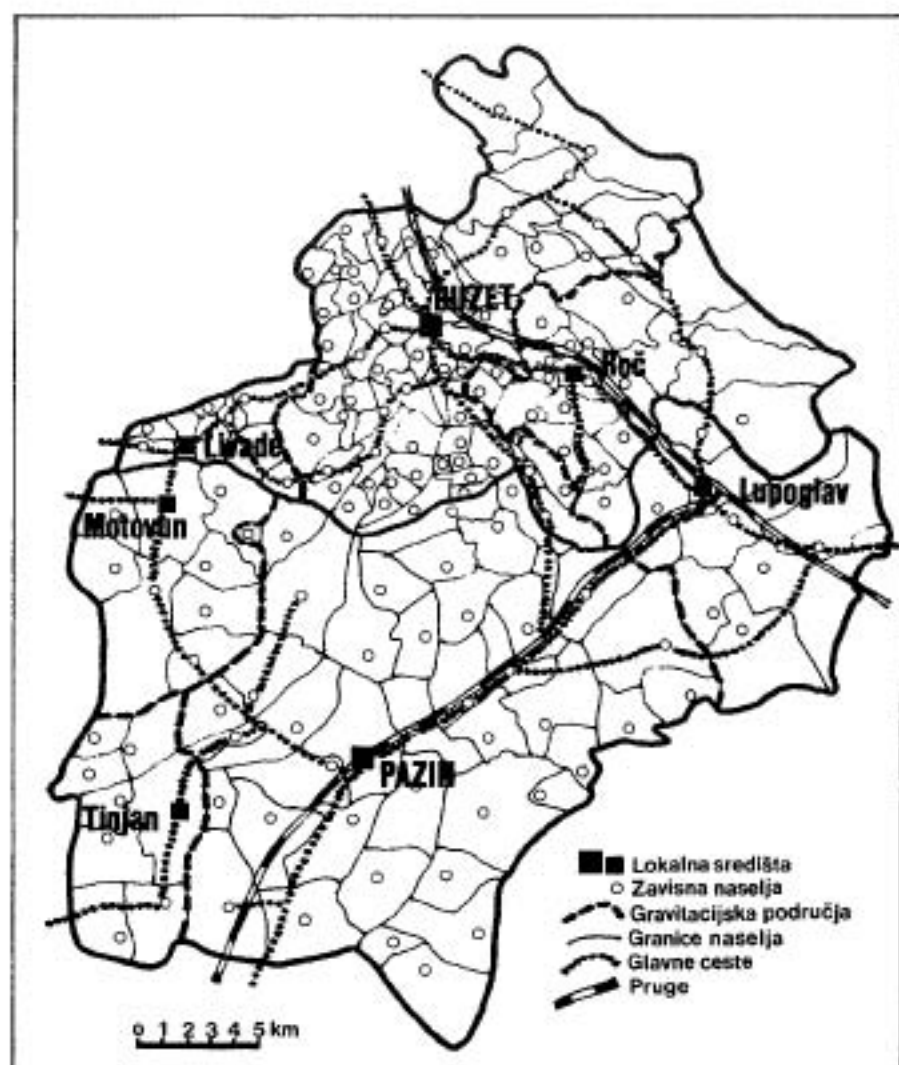 BUZET
Roč
Livade
Lupoglav
Motovun
PAZIN
Tinjan
Lokalna središta
Zavisna naselja
Gravitacijska područja
Granice naselja
Glavne ceste
Pruge
0 1 2 3 4 5 km